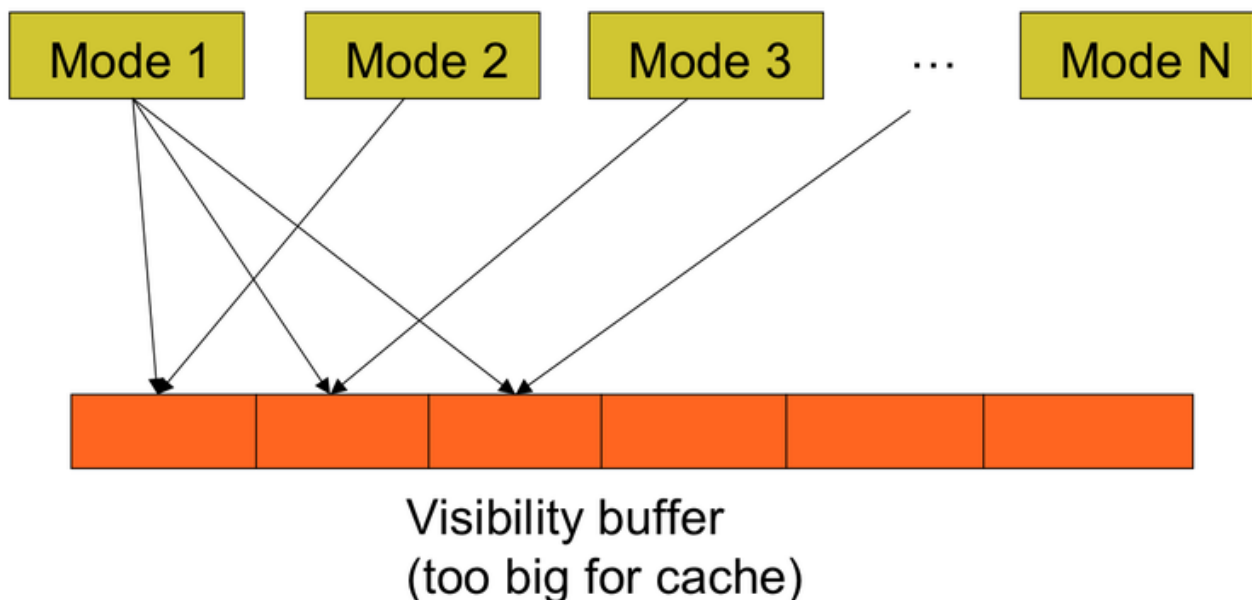 Mode 1
Mode 2
Mode 3
...
Mode N
Visibility buffer
(too big for cache)